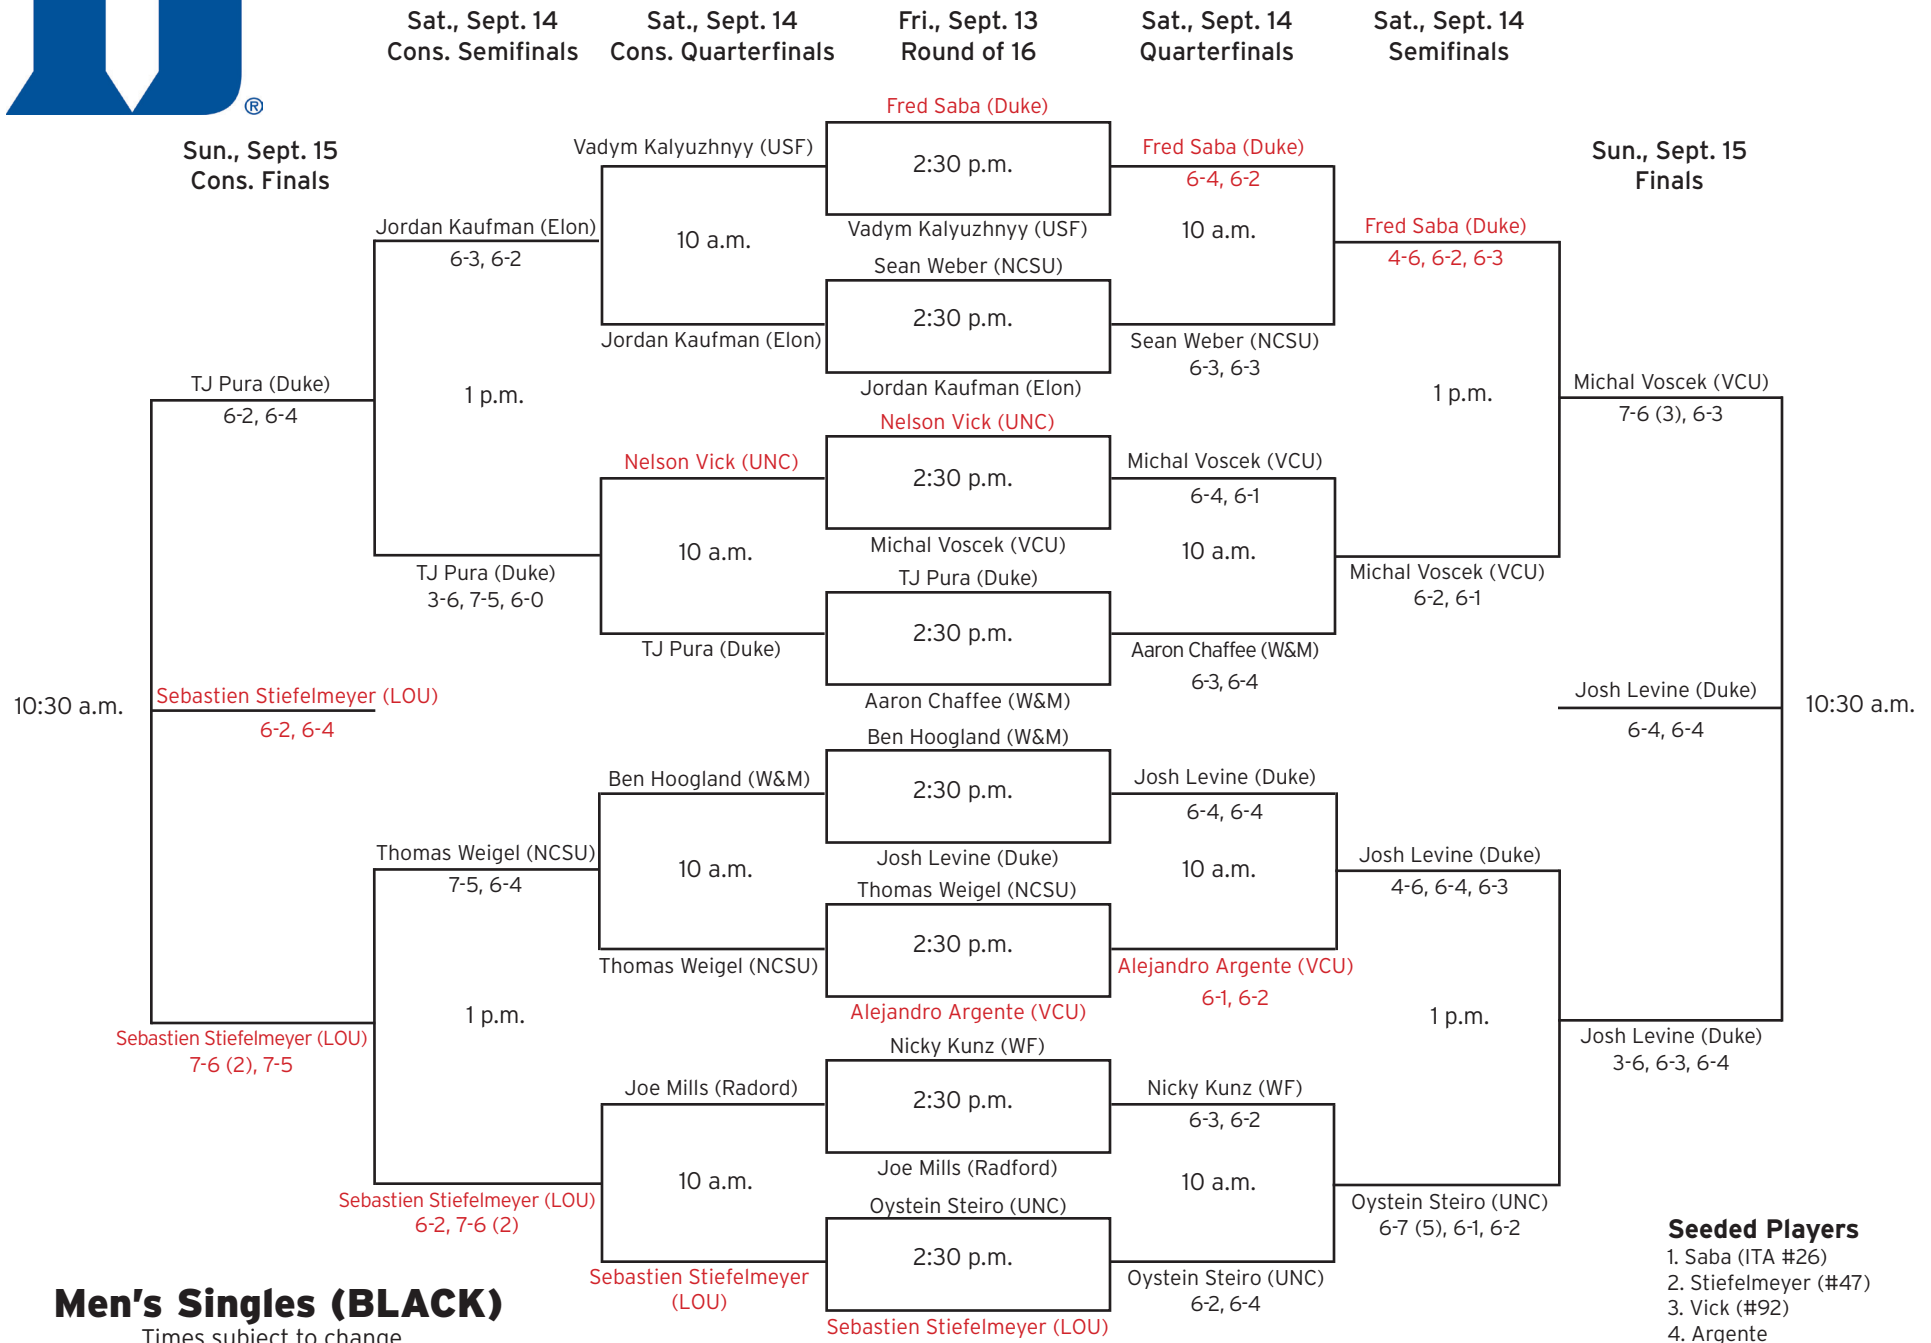 Sat., Sept. 14
Cons. Semifinals
Sat., Sept. 14
Cons. Quarterfinals
Fri., Sept. 13
Round of 16
Sat., Sept. 14
Quarterfinals
Sat., Sept. 14
Semifinals
®
Sun., Sept. 15
Cons. Finals
Sun., Sept. 15
Finals
10:30 a.m.
TJ Pura (Duke)
6-2, 6-4
Sebastien Stiefelmeyer (LOU)
6-2, 6-4
Sebastien Stiefelmeyer (LOU)
7-6 (2), 7-5
Jordan Kaufman (Elon)
6-3, 6-2
1 p.m.
TJ Pura (Duke)
3-6, 7-5, 6-0
Thomas Weigel (NCSU)
7-5, 6-4
1 p.m.
Sebastien Stiefelmeyer (LOU)
6-2, 7-6 (2)
Vadym Kalyuzhnyy (USF)
10 a.m.
Jordan Kaufman (Elon)
Nelson Vick (UNC)
10 a.m.
TJ Pura (Duke)
Ben Hoogland (W&M)
10 a.m.
Thomas Weigel (NCSU)
Joe Mills (Radord)
10 a.m.
Sebastien Stiefelmeyer
(LOU)
Fred Saba (Duke)
2:30 p.m.
Vadym Kalyuzhnyy (USF)
Sean Weber (NCSU)
2:30 p.m.
Jordan Kaufman (Elon)
Nelson Vick (UNC)
2:30 p.m.
Michal Voscek (VCU)
TJ Pura (Duke)
2:30 p.m.
Aaron Chaffee (W&M)
Ben Hoogland (W&M)
2:30 p.m.
Josh Levine (Duke)
Thomas Weigel (NCSU)
2:30 p.m.
Alejandro Argente (VCU)
Nicky Kunz (WF)
2:30 p.m.
Joe Mills (Radford)
Oystein Steiro (UNC)
2:30 p.m.
Sebastien Stiefelmeyer (LOU)
Fred Saba (Duke)
6-4, 6-2
10 a.m.
Sean Weber (NCSU)
6-3, 6-3
Michal Voscek (VCU)
6-4, 6-1
10 a.m.
Aaron Chaffee (W&M)
6-3, 6-4
Josh Levine (Duke)
6-4, 6-4
10 a.m.
Alejandro Argente (VCU)
6-1, 6-2
Nicky Kunz (WF)
6-3, 6-2
10 a.m.
Oystein Steiro (UNC)
6-2, 6-4
Fred Saba (Duke)
4-6, 6-2, 6-3
1 p.m.
Michal Voscek (VCU)
6-2, 6-1
Josh Levine (Duke)
4-6, 6-4, 6-3
1 p.m.
Oystein Steiro (UNC)
6-7 (5), 6-1, 6-2
Michal Voscek (VCU)
7-6 (3), 6-3
Josh Levine (Duke)
6-4, 6-4
10:30 a.m.
Josh Levine (Duke)
3-6, 6-3, 6-4
Men's Singles (BLACK)
Times subject to change
Seeded Players
1. Saba (ITA #26)
2. Stiefelmeyer (#47)
3. Vick (#92)
4. Argente